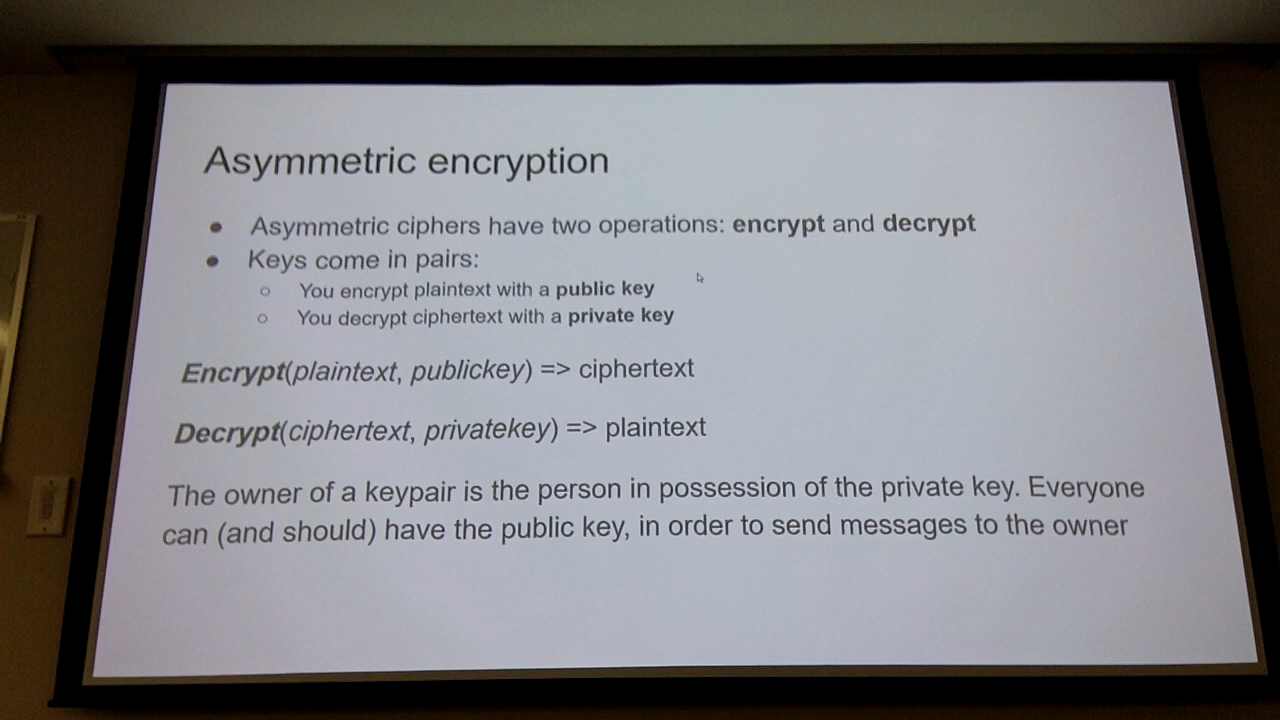 Asymmetric encryption
● Asymmetric ciphers have two operations: encrypt and decrypt
● Keys come in pairs:
○ You encrypt plaintext with a public key
○ You decrypt ciphertext with a private key
Encrypt(plaintext, publickey) => ciphertext
Decrypt(ciphertext, privatekey) => plaintext
The owner of a keypair is the person in possession of the private key. Everyone
can (and should) have the public key, in order to send messages to the owner